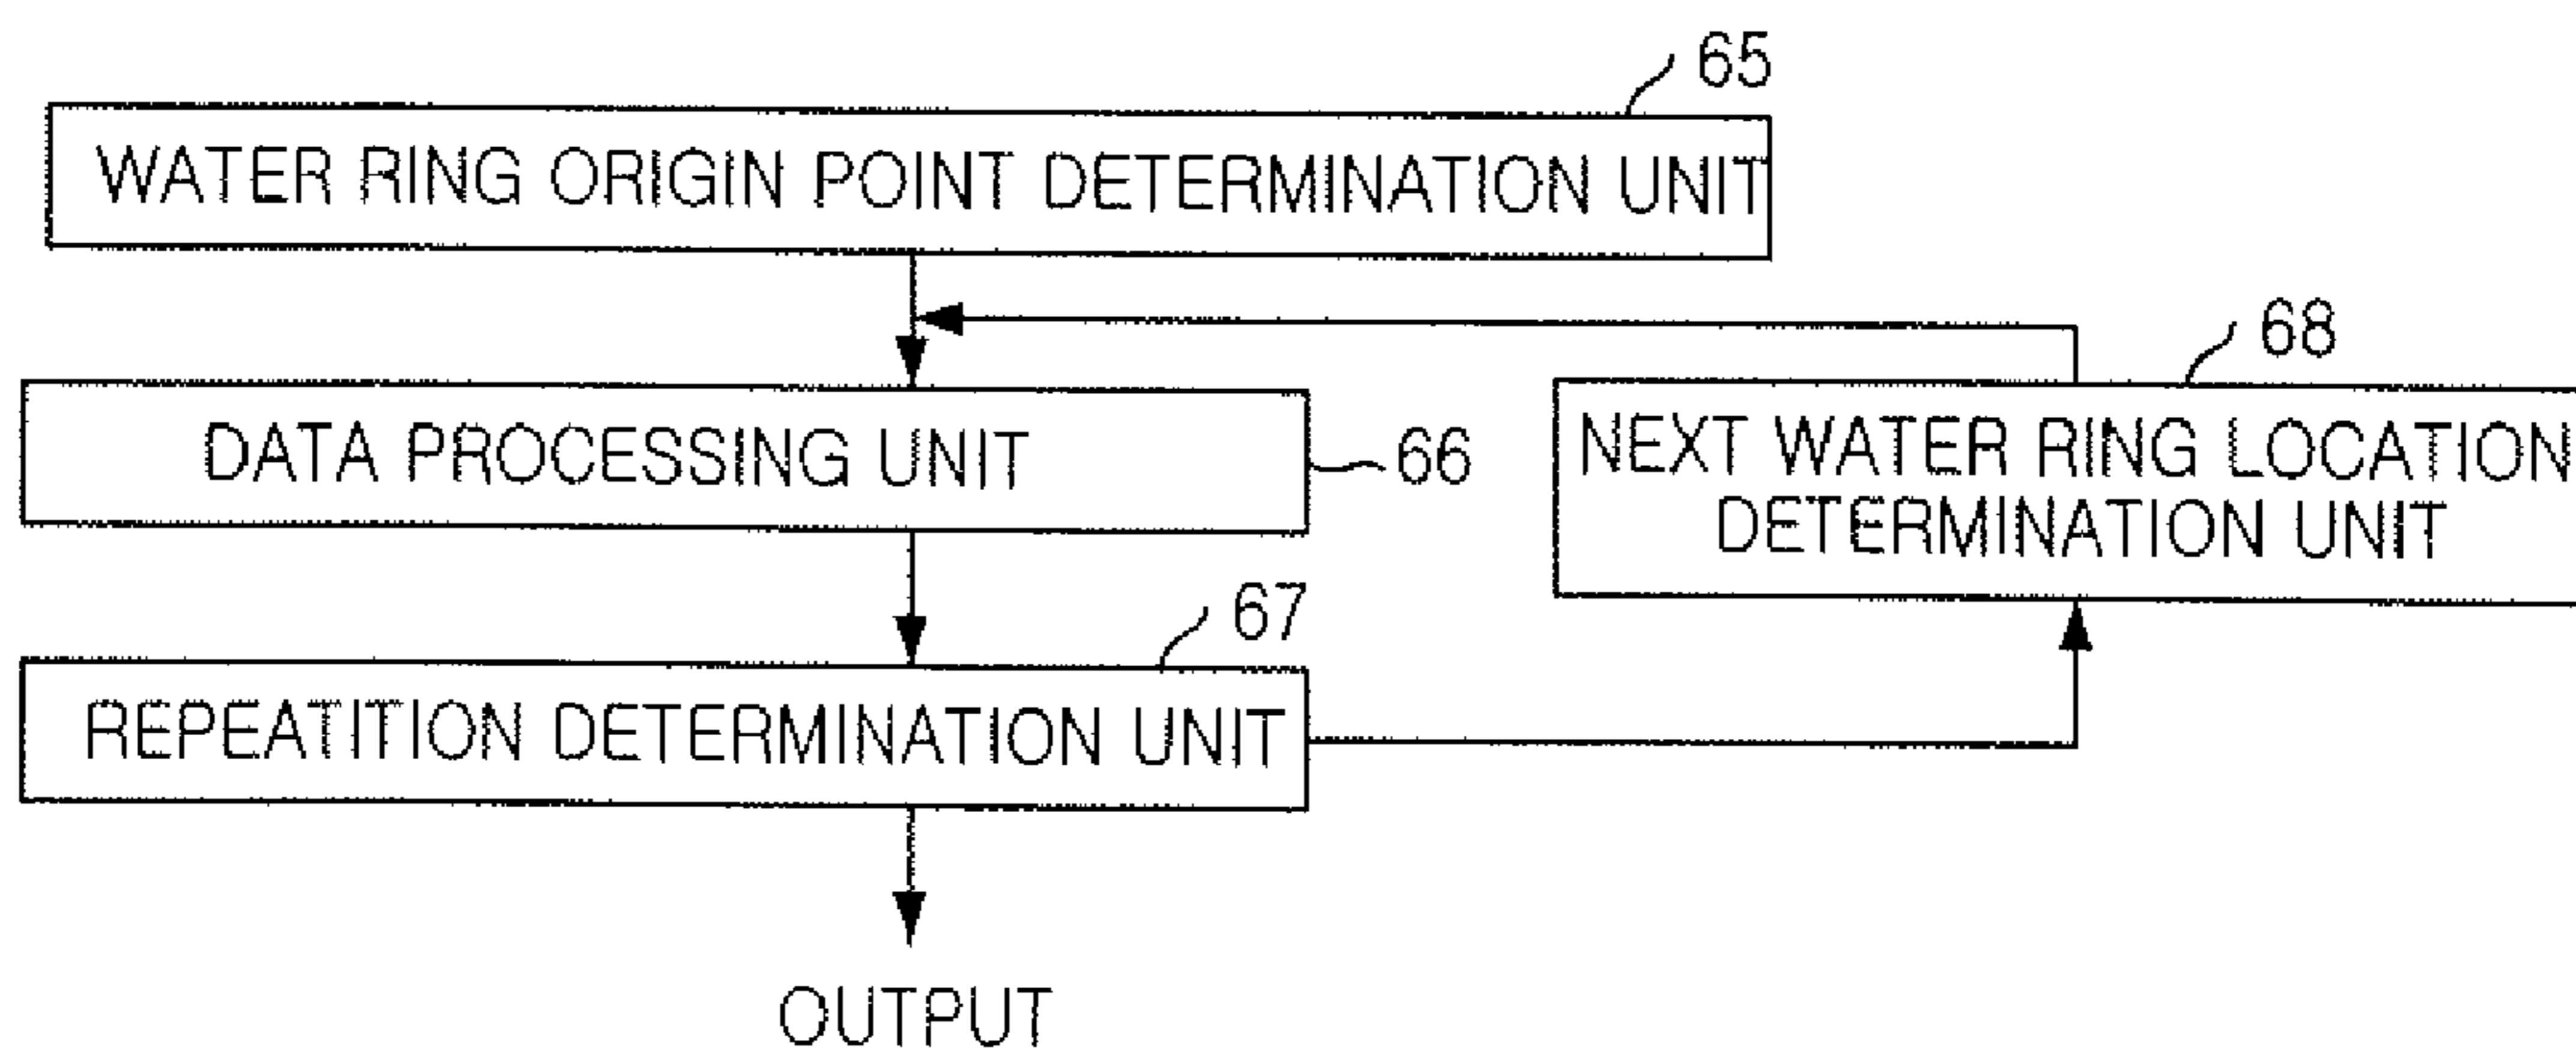 65
WATER RING ORIGIN POINT DETERMINATION UNIT
68
DATA PROCESSING UNIT
66
NEXT WATER RING LOCATION
DETERMINATION UNIT
67
REPEATITION DETERMINATION UNIT
OUTPUT